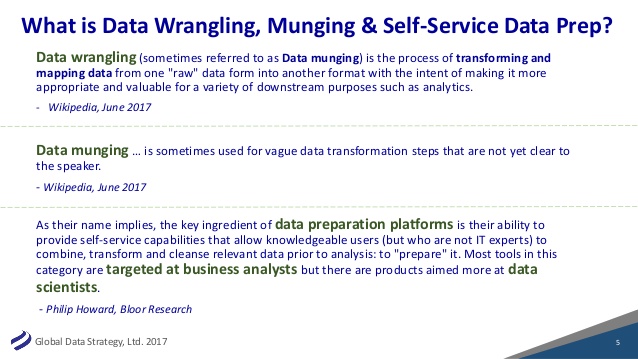 What is Data Wrangling, Munging & Self-Service Data Prep?
Data wrangling (sometimes referred to as Data munging) is the process of transforming and
mapping data from one "raw" data form into another format with the intent of making it more
appropriate and valuable for a variety of downstream purposes such as analytics.
- Wikipedia, June 2017
Data munging ... is sometimes used for vague data transformation steps that are not yet clear to
the speaker.
- Wikipedia, June 2017
As their name implies, the key ingredient of data preparation platforms is their ability to
provide self-service capabilities that allow knowledgeable users (but who are not IT experts) to
combine, transform and cleanse relevant data prior to analysis: to "prepare" it. Most tools in this
category are targeted at business analysts but there are products aimed more at data
scientists.
- Philip Howard, Bloor Research
Global Data Strategy, Ltd. 2017
5